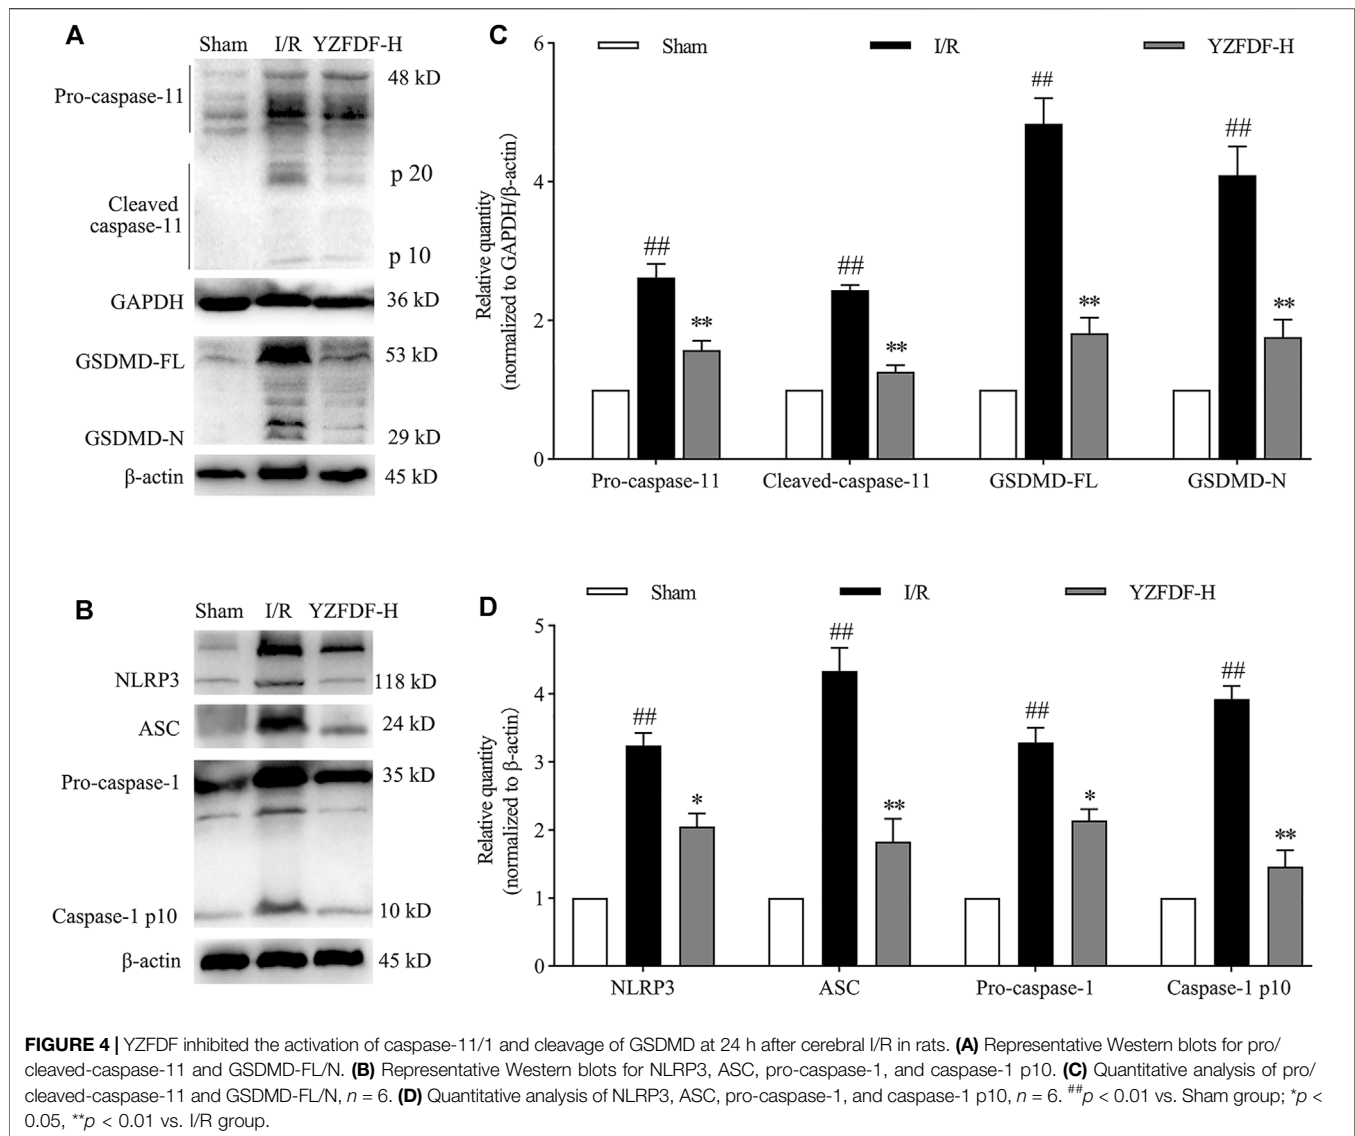 A
Sham I/R YZFDF-H
Pro-caspase-11
48 kD
p 20
Cleaved
caspase-11
p 10
GAPDH
36 kD
GSDMD-FL
53 kD
GSDMD-N
29 kD
β-actin
45 kD
C
Sham I/R YZFDF-H
Relative quantity
(normalized to GAPDH/β-actin)
6
4
2
0
## ** ## ** ## ** ## **
Pro-caspase-11 Cleaved-caspase-11 GSDMD-FL GSDMD-N
B
Sham I/R YZFDF-H
NLRP3
118 kD
ASC
24 kD
Pro-caspase-1
35 kD
Caspase-1 p10
10 kD
β-actin
45 kD
D
Sham I/R YZFDF-H
Relative quantity
(normalized to β-actin)
5
4
3
2
1
0
## * ## ** ## * ## **
NLRP3 ASC Pro-caspase-1 Caspase-1 p10
FIGURE 4 | YZFDF inhibited the activation of caspase-11/1 and cleavage of GSDMD at 24 h after cerebral I/R in rats. (A) Representative Western blots for pro/
cleaved-caspase-11 and GSDMD-FL/N. (B) Representative Western blots for NLRP3, ASC, pro-caspase-1, and caspase-1 p10. (C) Quantitative analysis of pro/
cleaved-caspase-11 and GSDMD-FL/N, n = 6. (D) Quantitative analysis of NLRP3, ASC, pro-caspase-1, and caspase-1 p10, n = 6. ##p < 0.01 vs. Sham group; *p <
0.05, **p < 0.01 vs. I/R group.